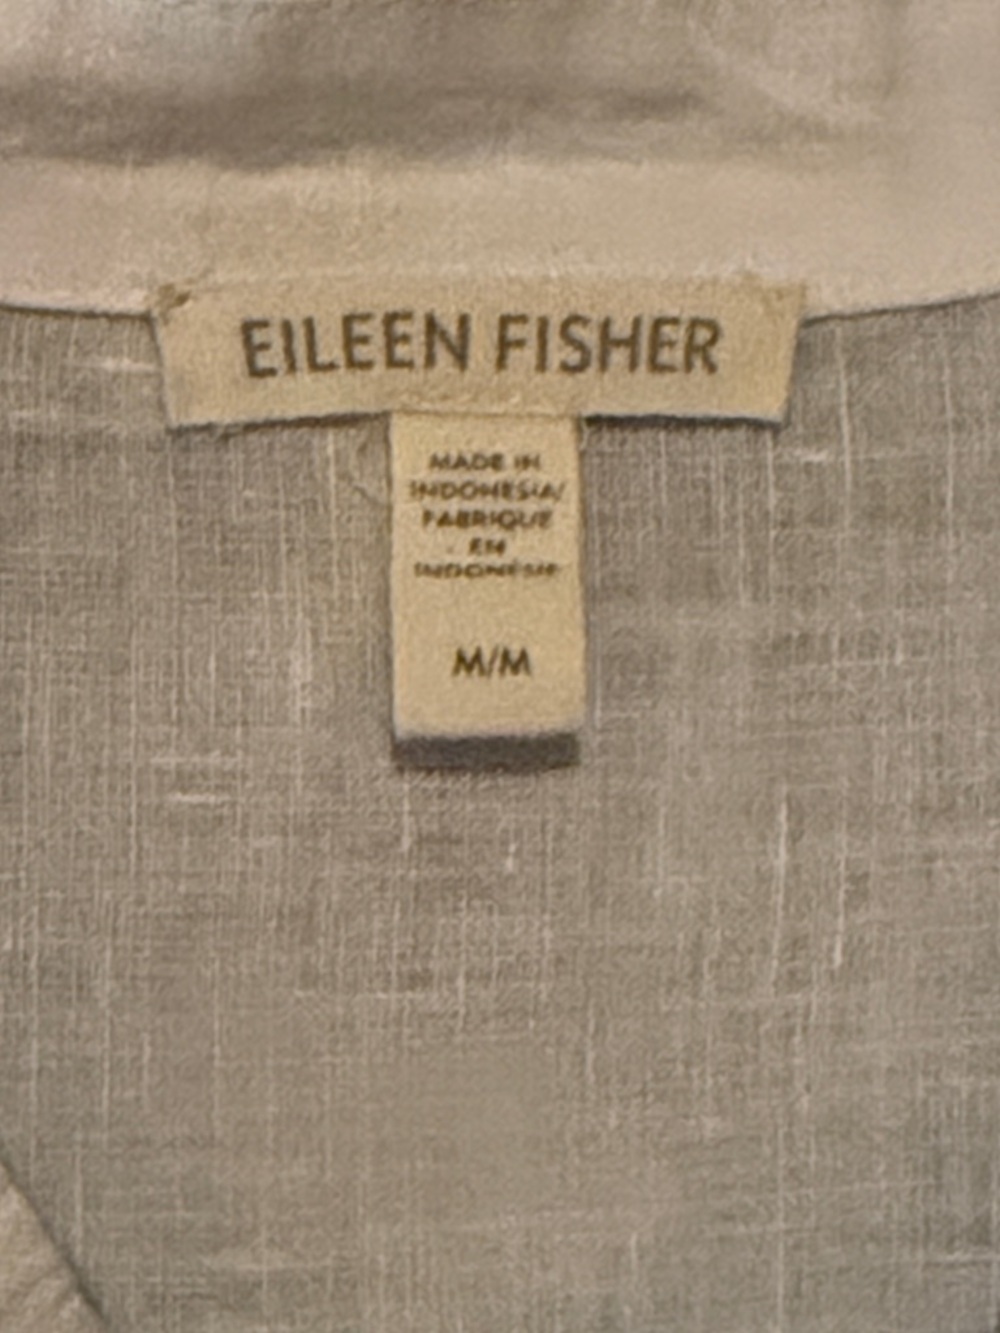 EILEEN FISHER
MADE IN
INDONESIA/
FABRIQUE
EN
INDONÉSIE
M/M